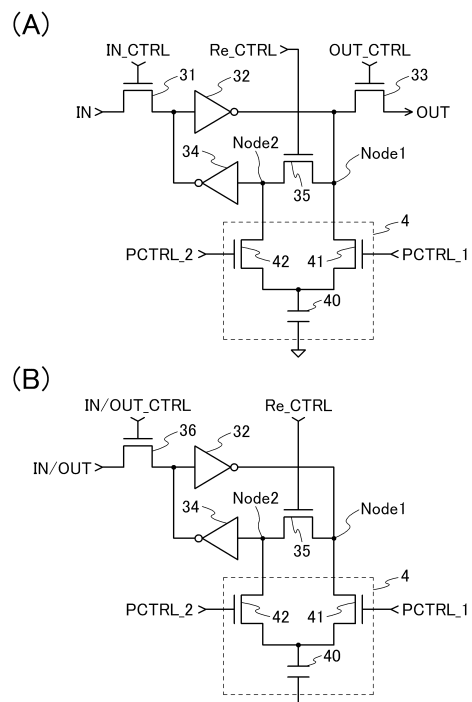 (A)
IN_CTRL
Re_CTRL
OUT_CTRL
31
32
33
IN
OUT
34
Node2
Node1
35
4
PCTRL_2
42
41
PCTRL_1
40
(B)
IN/OUT_CTRL
Re_CTRL
36
32
IN/OUT
34
Node2
Node1
35
4
PCTRL_2
42
41
PCTRL_1
40